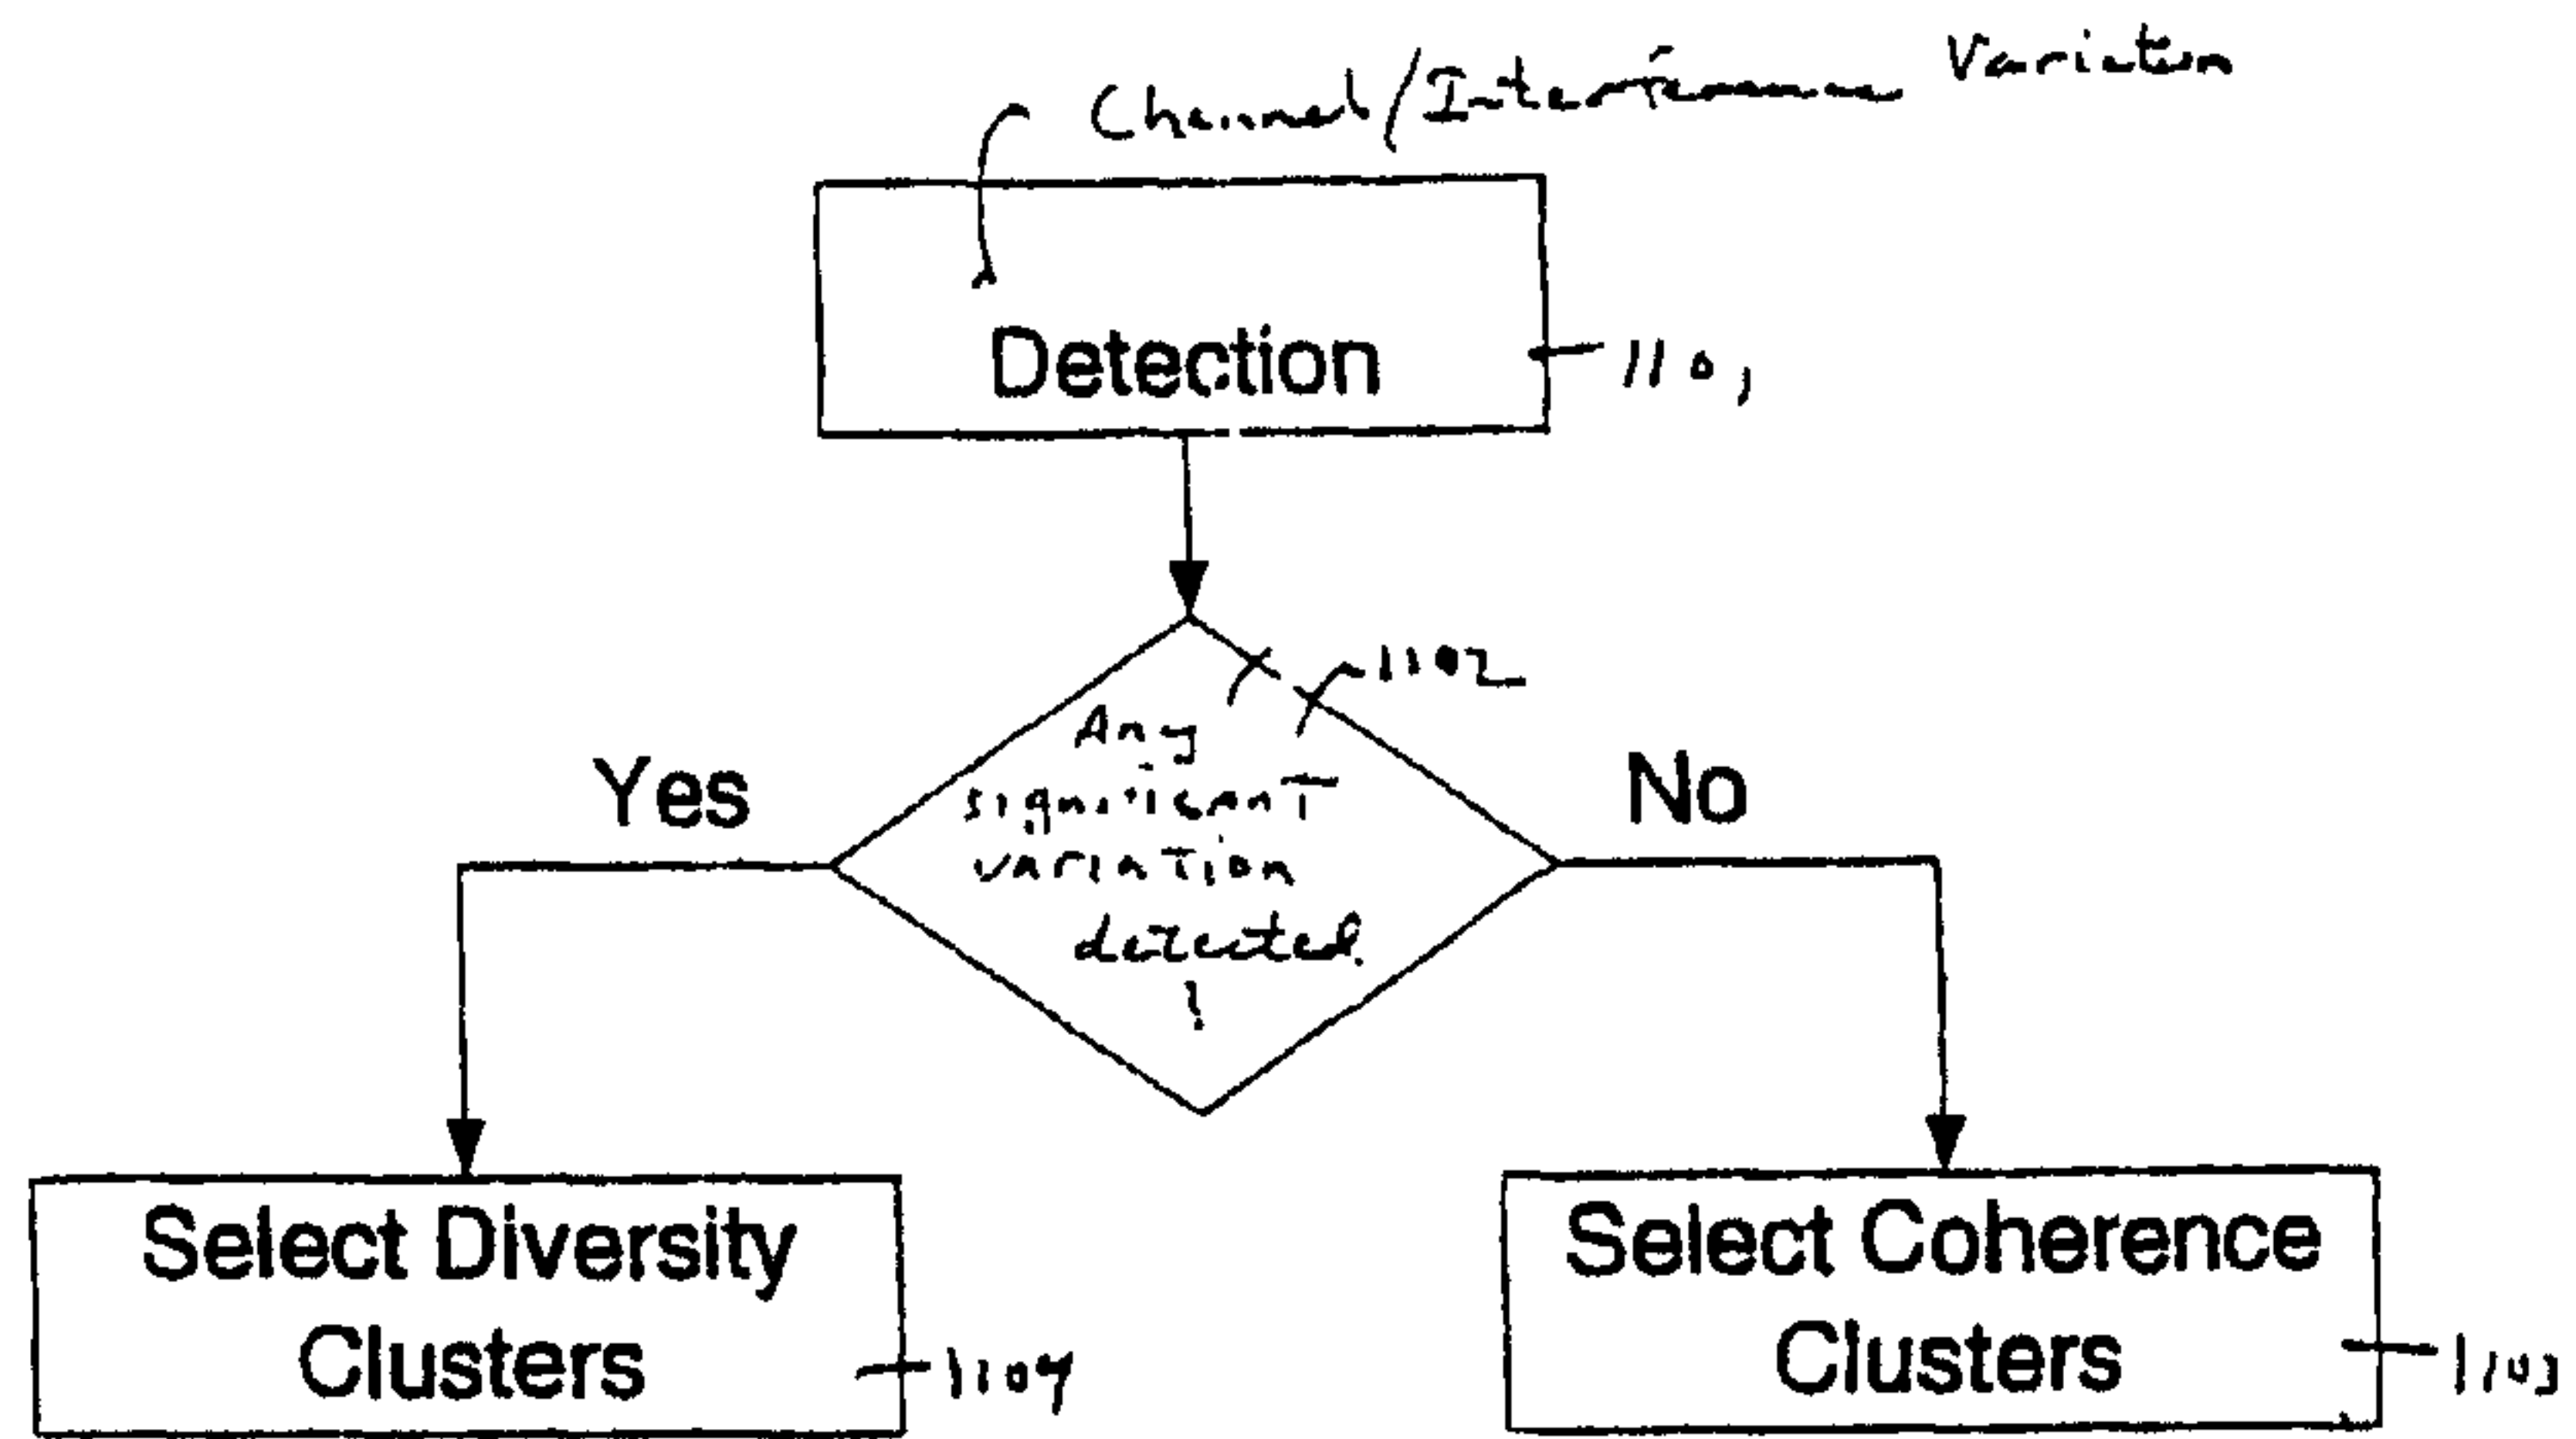 Channel/Interference Variation
Detection
1101
1102
Any
significant
variation
detected
?
Yes
No
Select Diversity
Clusters
1104
Select Coherence
Clusters
1103